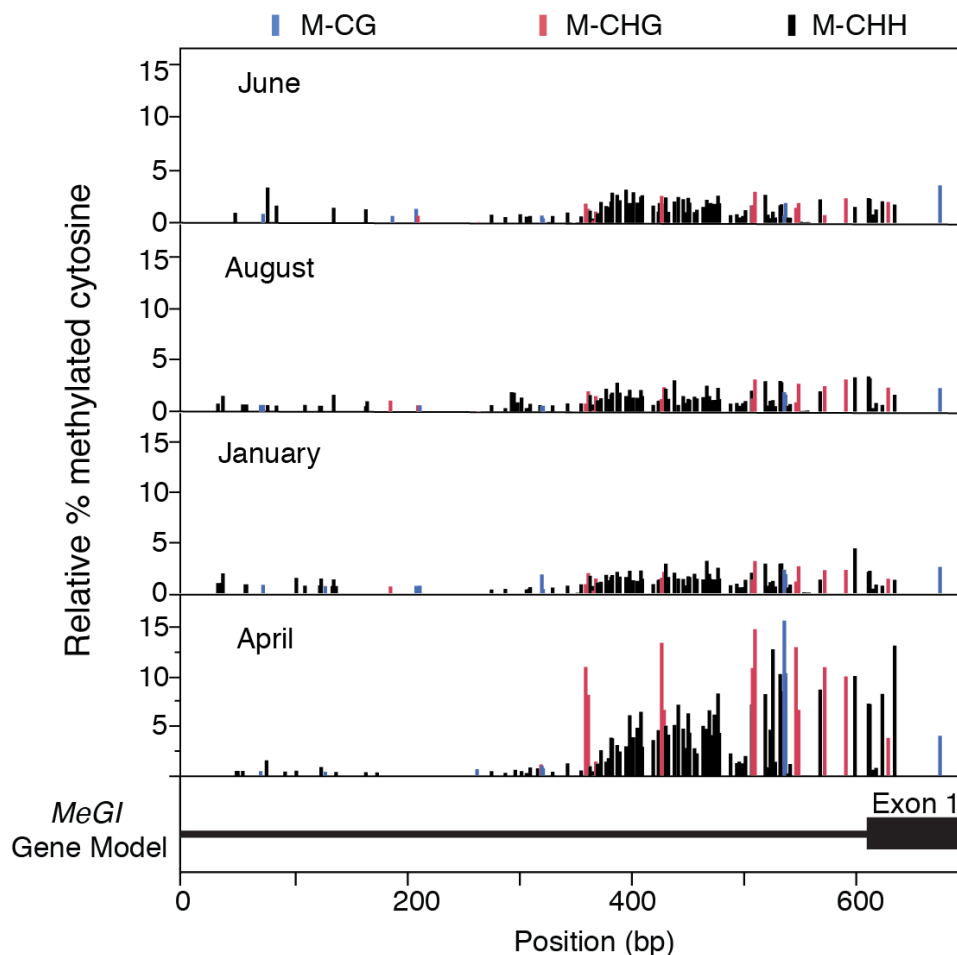 M-CG M-CHG M-CHH
Relative % methylated cytosine
June
15
10
5
0
August
15
10
5
0
January
15
10
5
0
April
15
10
5
MeGI
Gene Model
Exon 1
0 200 400 600
Position (bp)